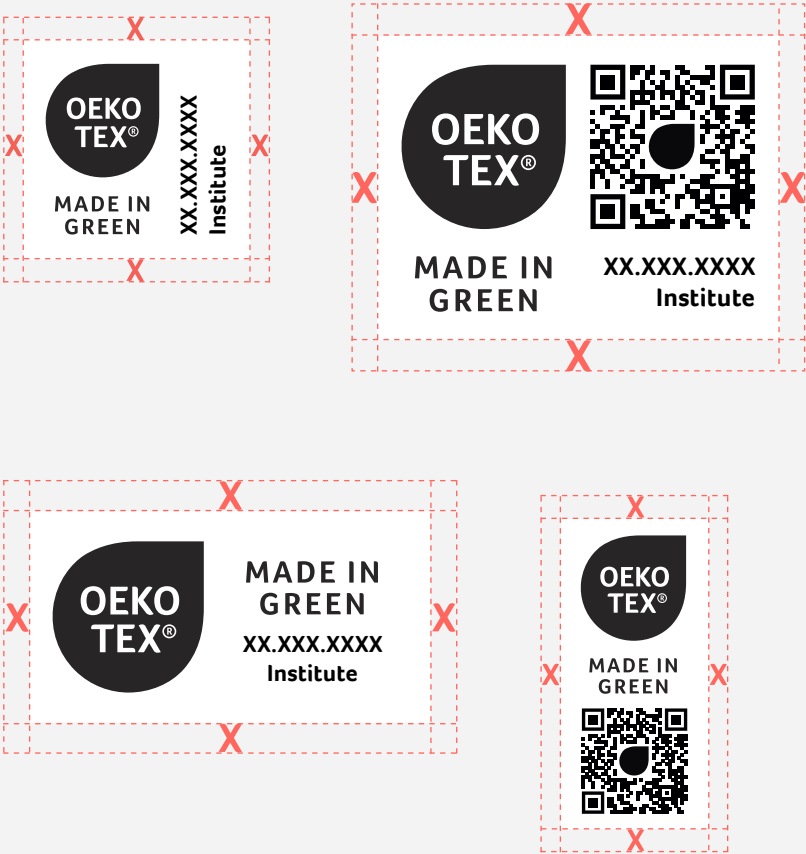 X
X
OEKO
TEX®
MADE IN
GREEN
XX.XXX.XXXX
Institute
X
X
X
X
OEKO
TEX®
MADE IN
GREEN
XX.XXX.XXXX
Institute
X
X
X
X
OEKO
TEX®
MADE IN
GREEN
XX.XXX.XXXX
Institute
X
X
X
X
OEKO
TEX®
MADE IN
GREEN
X
X